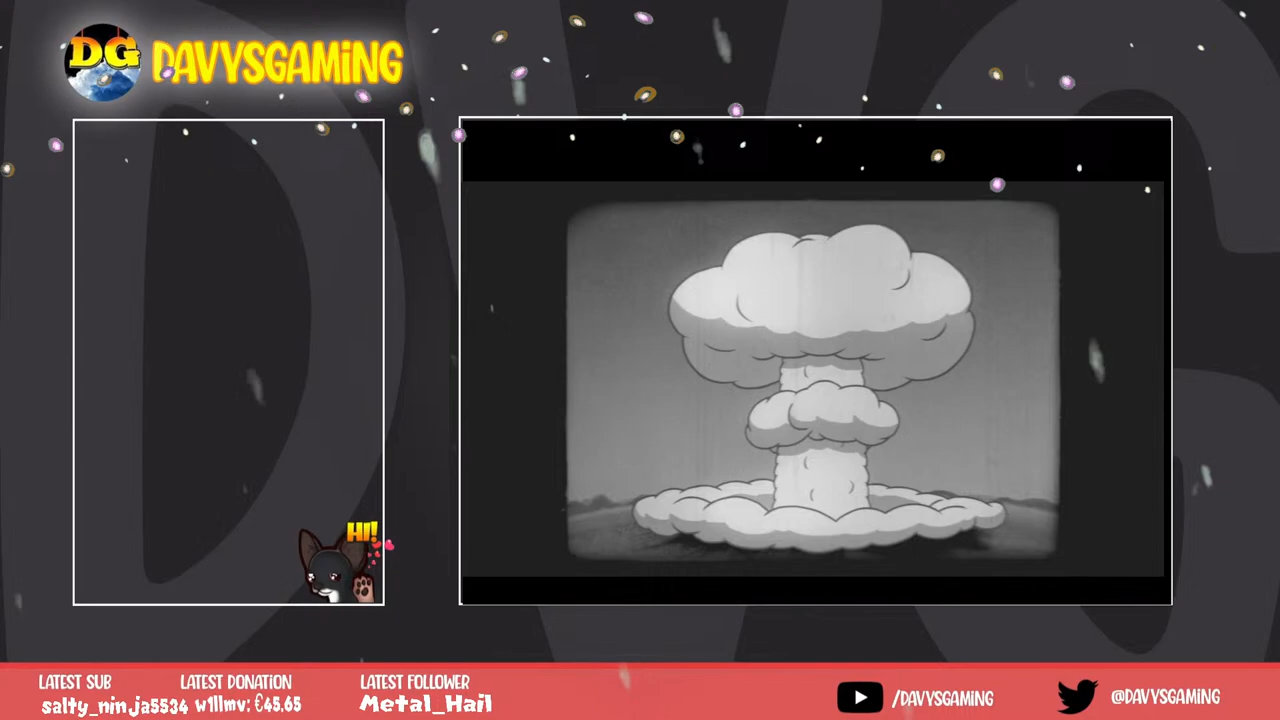 DG DAVYSGAMING
HI!
LATEST SUB LATEST DONATION LATEST FOLLOWER
salty_ninja5534 w1llmv: €45.65 Metal_Hail
/DAVYSGAMING @DAVYSGAMING